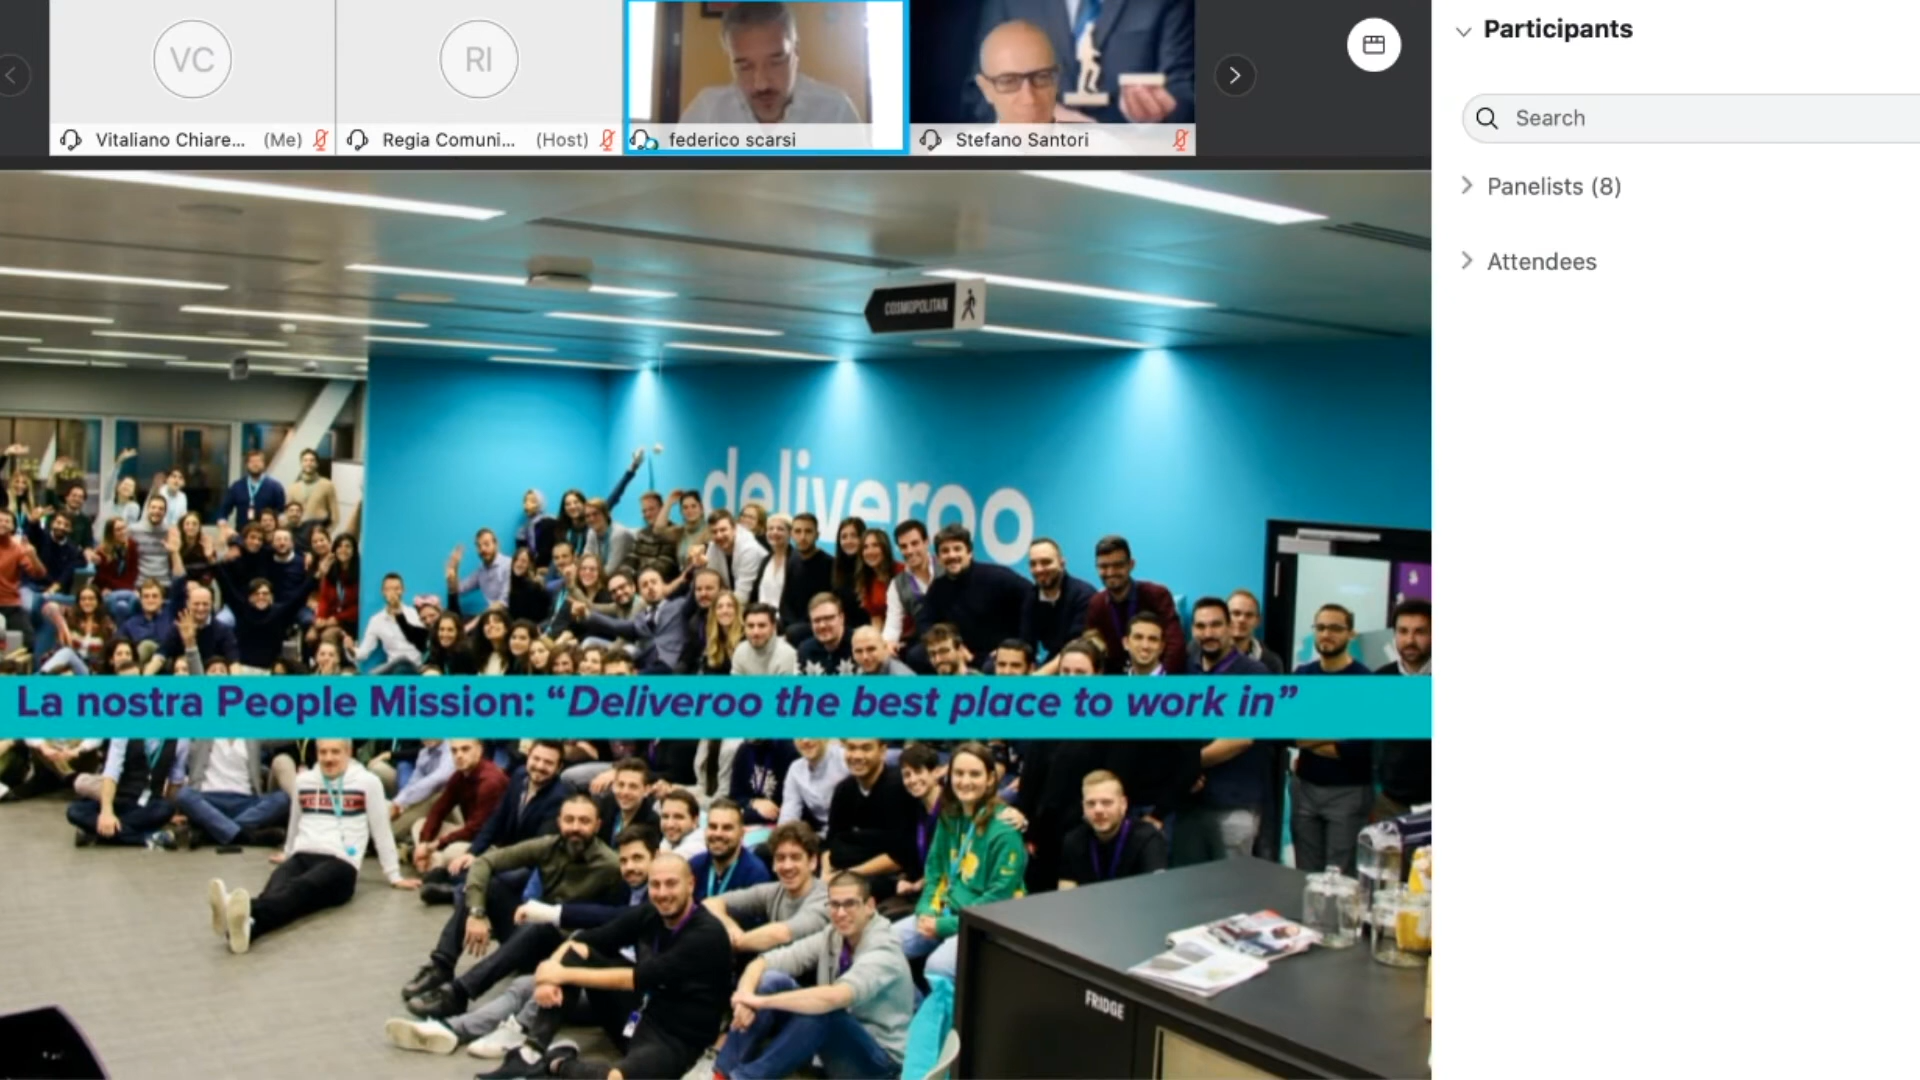 VC
RI
Vitaliano Chiare... (Me)
Regia Comuni... (Host)
federico scarsi
Stefano Santori
Participants
Search
Panelists (8)
Attendees
COSMOPOLITAN
deliveroo
La nostra People Mission: “Deliveroo the best place to work in”
FRIDGE